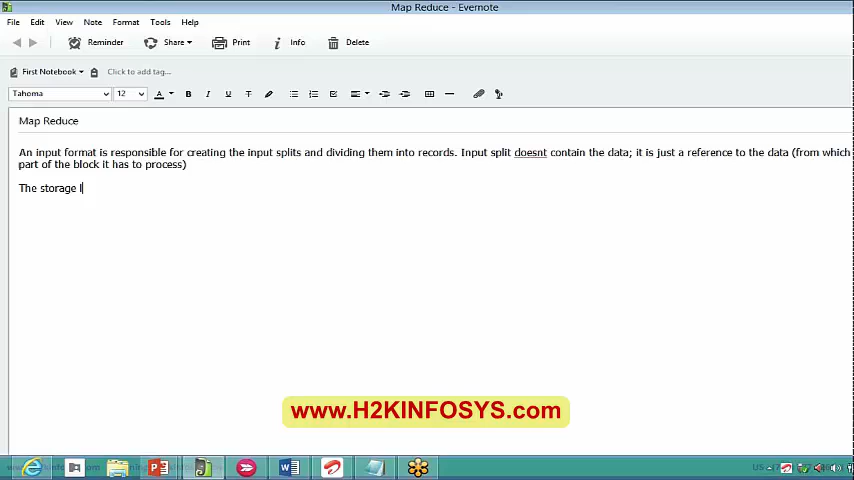 Map Reduce - Evernote
File Edit View Note Format Tools Help
Reminder Share Print Info Delete
First Notebook Click to add tag...
Tahoma 12 A B I U T
Map Reduce
An input format is responsible for creating the input splits and dividing them into records. Input split doesnt contain the data; it is just a reference to the data (from which
part of the block it has to process)
The storage l
www.H2KINFOSYS.com